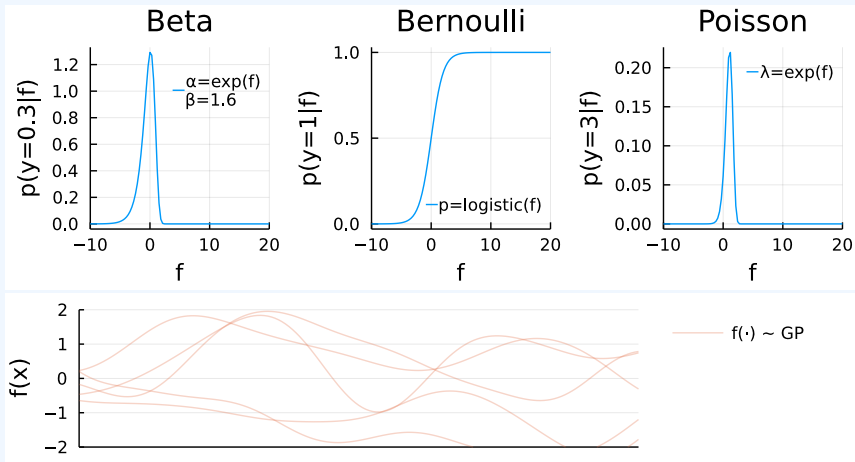 Beta
Bernoulli
Poisson
p(y=0.3|f)
1.2
1.0
0.8
0.6
0.4
0.2
0.0
α=exp(f)
β=1.6
−10
0
10
20
f
p(y=1|f)
1.0
0.5
0.0
p=logistic(f)
−10
0
10
20
f
p(y=3|f)
0.20
0.15
0.10
0.05
0.00
λ=exp(f)
−10
0
10
20
f
f(x)
2
1
0
−1
−2
f(·) ~ GP